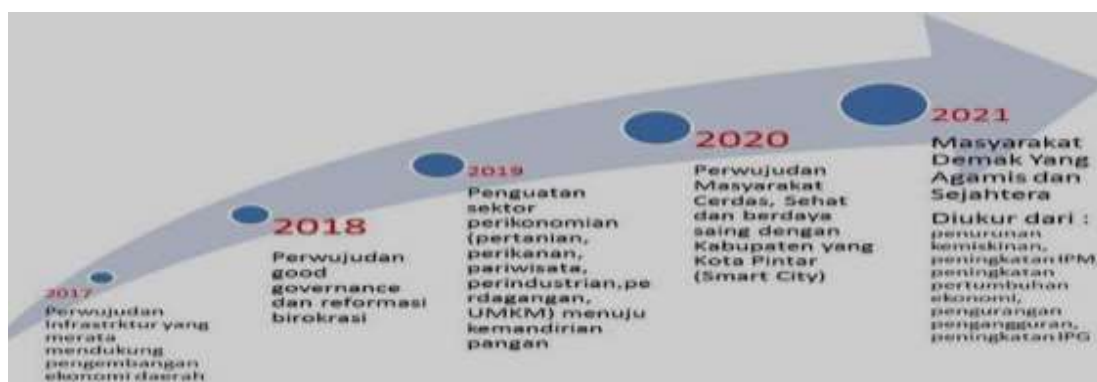 2017
Perwujudan
Infrastrktur yang
merata
mendukung
pengembangan
ekonomi daerah
2018
Perwujudan
good
governance
dan reformasi
birokrasi
2019
Penguatan
sektor
perikonomian
(pertanian,
perikanan,
pariwisata,
perindustrian,pe
rdagangan,
UMKM) menuju
kemandirian
pangan
2020
Perwujudan
Masyarakat
Cerdas, Sehat
dan berdaya
saing dengan
Kabupaten yang
Kota Pintar
(Smart City)
2021
Masyarakat
Demak Yang
Agamis dan
Sejahtera
Diukur dari :
penurunan
kemiskinan,
peningkatan IPM,
peningkatan
pertumbuhan
ekonomi,
pengurangan
pengangguran,
peningkatan IPG